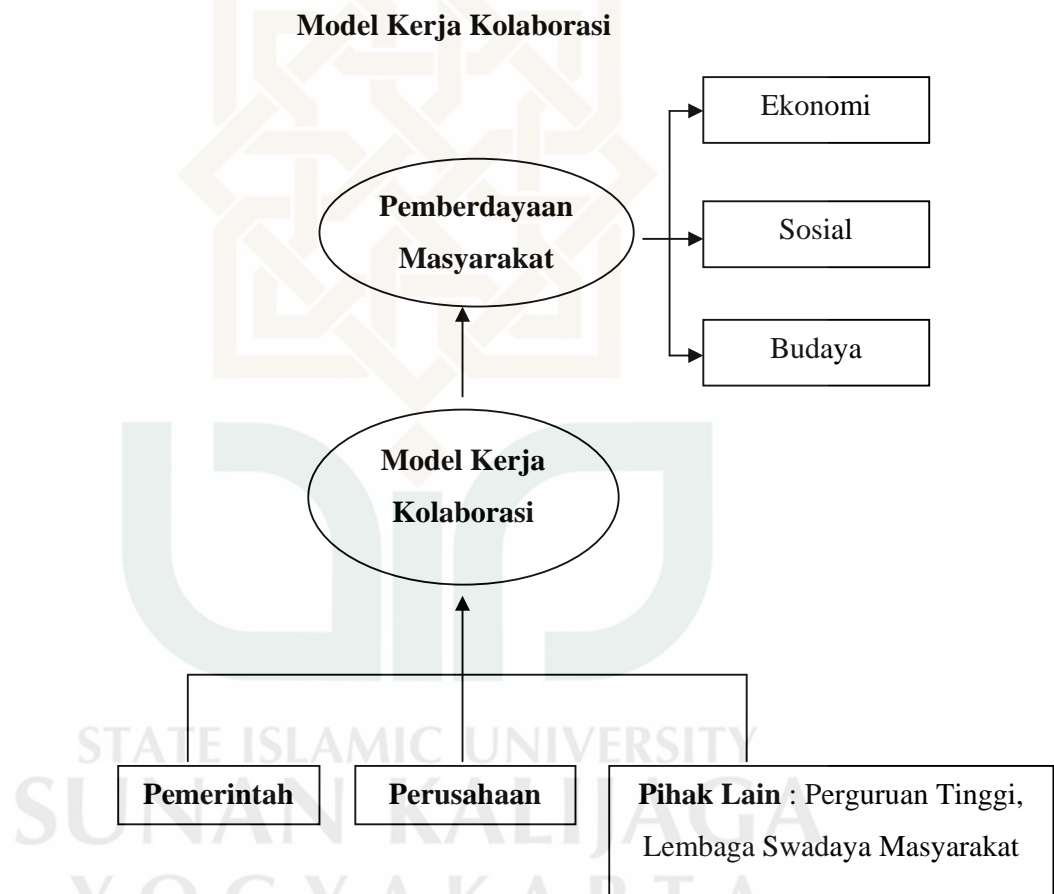 Model Kerja Kolaborasi
Ekonomi
Pemberdayaan
Masyarakat
Sosial
Budaya
Model Kerja
Kolaborasi
Pemerintah
Perusahaan
Pihak Lain : Perguruan Tinggi,
Lembaga Swadaya Masyarakat
STATE ISLAMIC UNIVERSITY
SUNAN KALIJAGA
YOGYAKARTA